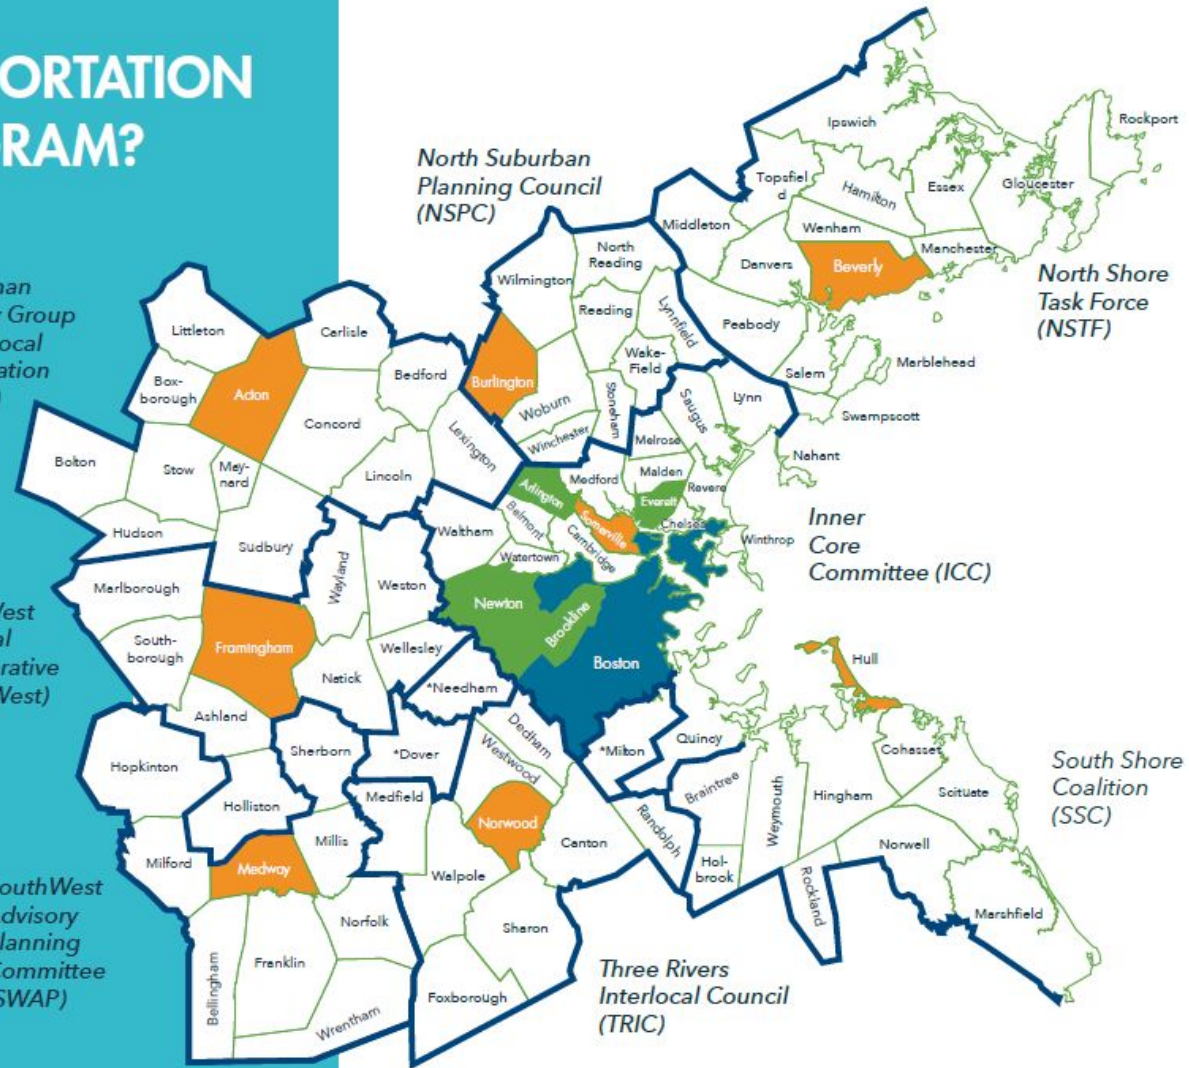 ORTATION
RAM?
North Suburban
Planning Council
(NSPC)
North Shore
Task Force
(NSTF)
Inner
Core
Committee (ICC)
South Shore
Coalition
(SSC)
Three Rivers
Interlocal Council
(TRIC)
Group
ocal
ation
West)
outhWest
lanning
ommittee
SWAP)
Rockport
Ipswich
Topsfiel
d
Hamilton
Essex
Gloucester
Middleton
Wenham
Manchester
Danvers
Beverly
Peabody
Salem
Marblehead
Swampscott
Nahant
Wilmington
North
Reading
Reading
Lynnfield
Wake-
Field
Burlington
Woburn
Stoneham
Winchester
Saugus
Lynn
Littleton
Carlisle
Box-
borough
Acton
Bedford
Concord
Lexington
Bolton
Stow
May-
nard
Lincoln
Hudson
Sudbury
Melrose
Malden
Medford
Arlington
Everett
Revere
Belmont
Somerville
Chelsea
Winthrop
Waltham
Cambridge
Watertown
Newton
Brookline
Boston
Marlborough
Wayland
Weston
South-
borough
Framingham
Natick
Wellesley
Ashland
*Needham
Hopkinton
Sherborn
*Dover
Dedham
Westwood
*Milton
Quincy
Holliston
Medfield
Milford
Medway
Millis
Norwood
Canton
Randolph
Walpole
Norfolk
Sharon
Franklin
Bellingham
Wrentham
Foxborough
Hull
Braintree
Weymouth
Hingham
Cohasset
Scituate
Hol-
brook
Rockland
Norwell
Marshfield